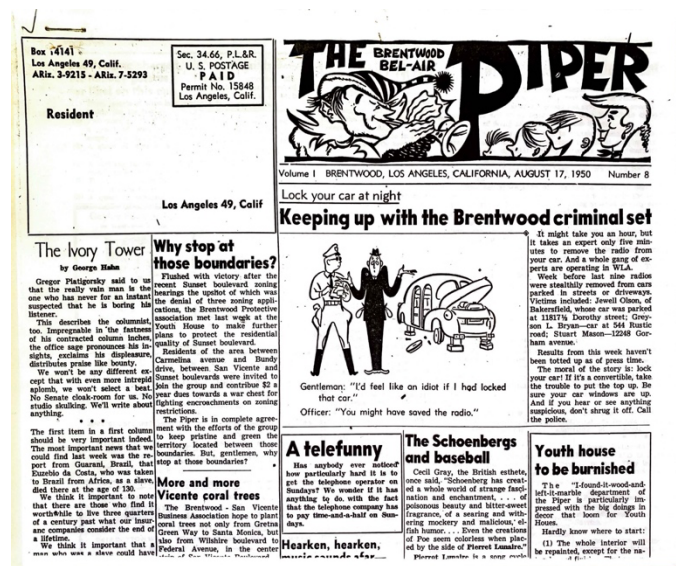 Box 14141
Los Angeles 49, Calif.
ARiz. 3-9215 - ARiz. 7-5293
Sec. 34.66, P.L.&R.
U. S. POSTAGE
PAID
Permit No. 15848
Los Angeles, Calif.
Resident
Los Angeles 49, Calif
THE BRENTWOOD
BEL-AIR
PIPER
Volume I BRENTWOOD, LOS ANGELES, CALIFORNIA, AUGUST 17, 1950 Number 8
Lock your car at night
Keeping up with the Brentwood criminal set
The Ivory Tower
by George Hahn
Gregor Piatigorsky said to us
that the really vain man is the
one who has never for an instant
suspected that he is boring his
listener.
This describes the columnist,
too. Impregnable in the fastness
of his contracted column inches,
the office sage pronounces his in-
sights, exclaims his displeasure,
distributes praise like bounty.
We won't be any different ex-
cept that with even more intrepid
aplomb, we won't select a beat.
No Senate cloak-room for us. No
studio skulking. We'll write about
anything.
* * *
The first item in a first column
should be very important indeed.
The most important news that we
could find last week was the re-
port from Guarani, Brazil, that
Euzebio da Costa, who was taken
to Brazil from Africa, as a slave,
died there at the age of 130.
We think it important to note
that there are those who find it
worthwhile to live three quarters
of a century past what our insur-
anc companies consider the end of
a lifetime.
We think it important that a
man who was a slave could have
Why stop at
those boundaries?
Flushed with victory after the
recent Sunset boulevard zoning
hearings the upshot of which was
the denial of three zoning appli-
cations, the Brentwood Protective
association met last week at the
Youth House to make further
plans to protect the residential
quality of Sunset boulevard.
Residents of the area between
Carmelina avenue and Bundy
drive, between San Vicente and
Sunset boulevards were invited to
join the group and contribue $2 a
year dues towards a war chest for
fighting encroachments on zoning
restrictions.
The Piper is in complete agree-
ment with the efforts of the group
to keep pristine and green the
territory located between those
boundaries. But, gentlemen, why
stop at those boundaries?
More and more
Vicente coral trees
The Brentwood - San Vicente
Business Association hope to plant
coral trees not only from Gretna
Green Way to Santa Monica, but
also from Wilshire boulevard to
Federal Avenue, in the center
Gentleman: "I'd feel like an idiot if I had locked
that car."
Officer: "You might have saved the radio."
It might take you an hour, but
it takes an expert only five min-
utes to remove the radio from
your car. And a whole gang of ex-
perts are operating in WLA.
Week before last nine radios
were stealthily removed from cars
parked in streets or driveways.
Victims included: Jewell Olson, of
Bakersfield, whose car was parked
at 11817½ Dorothy street; Grey-
son L. Bryan—car at 544 Rustic
road; Stuart Mason—12248 Gor-
ham avenue.
Results from this week haven't
been totted up as of press time.
The moral of the story is: lock
your car! If it's a convertible, take
the trouble to put the top up. Be
sure your car windows are up.
And if you hear or see anything
suspicious, don't shrug it off. Call
the police.
A telefunny
Has anybody ever noticed
how particularly hard it is to
get the telephone operator on
Sundays? We wonder if it has
anything to do with the fact
that the telephone company has
to pay time-and-a-half on Sun-
days.
Hearken, hearken,
music sounds afar
The Schoenbergs
and baseball
Cecil Gray, the British esthete,
once said, "Schoenberg has creat-
ed a whole world of strange fasci-
nation and enchantment, . . . . of
poisonous beauty and bitter-sweet
fragrance, of a searing and with-
ering mockery and malicious, el-
fish humor. . . Even the creations
of Poe seem colorless when plac-
ed by the side of Pierret Lunaire."
Pierret Lunaire is a song cycle
Youth house
to be burnished
The "I-found-it-wood-and-
left-it-marble department of
the Piper is particularly im-
pressed with the big doings in
decor that loom for Youth
Houes.
Hardly know where to start:
(1) The whole interior will
be repainted, except for the na-